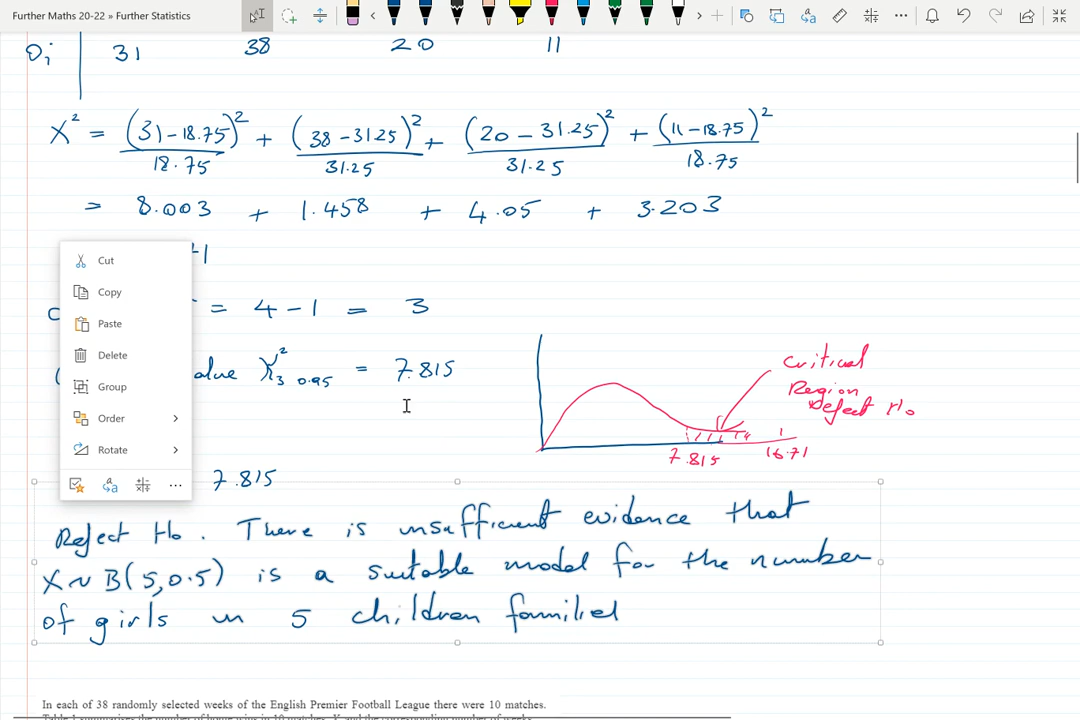 Further Maths 20-22 » Further Statistics
Oi 31 38 20 11
X² = (31-18.75)²/18.75 + (38-31.25)²/31.25 + (20-31.25)²/31.25 + (11-18.75)²/18.75
= 8.003 + 1.458 + 4.05 + 3.203
Cut
Copy
= 4-1 = 3
Paste
Delete
alue χ²₃ 0.95 = 7.815
Critical
Region
Reject Ho
7.815 16.71
Group
Order
Rotate
7.815
Reject Ho. There is insufficient evidence that
X~B(5,0.5) is a suitable model for the number
of girls in 5 children families
In each of 38 randomly selected weeks of the English Premier Football League there were 10 matches.